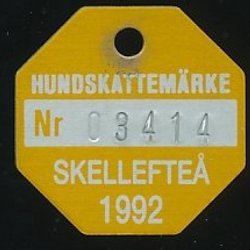 HUNDSKATTEMÄRKE
Nr 03414
SKELLEFTEÅ
1992